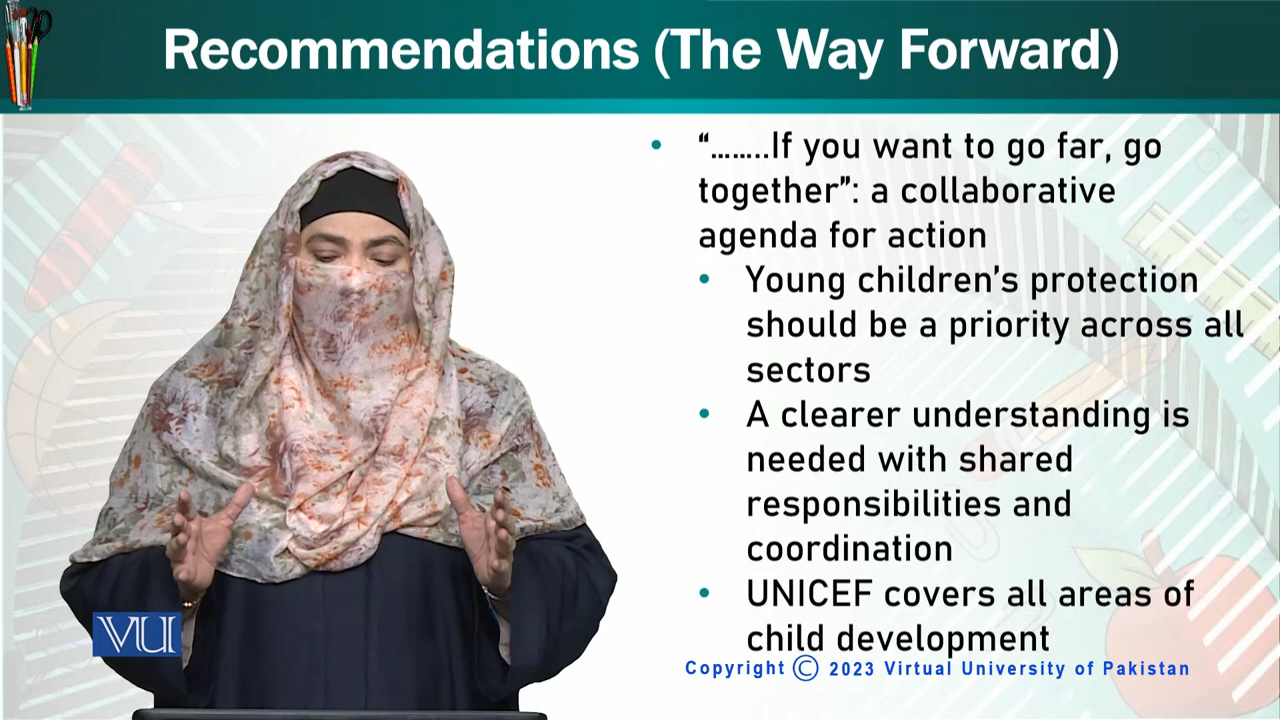 Recommendations (The Way Forward)
• “........If you want to go far, go
together”: a collaborative
agenda for action
• Young children’s protection
should be a priority across all
sectors
• A clearer understanding is
needed with shared
responsibilities and
coordination
• UNICEF covers all areas of
child development
VU
Copyright © 2023 Virtual University of Pakistan